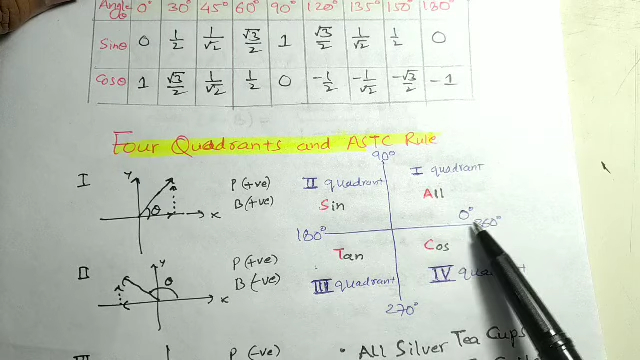 Angle θ 0° 30° 45° 60° 90° 120° 135° 150° 180°
Sinθ 0 1/2 1/√2 √3/2 1 √3/2 1/√2 1/2 0
Cosθ 1 √3/2 1/√2 1/2 0 -1/2 -1/√2 -√3/2 -1
Four Quadrants and ASTC Rule
90°
I Y P (+ve) II quadrant I quadrant
θ B (+ve) Sin All
X 0°
180° 360°
II Y θ P (+ve) Tan Cos
X B (-ve) III quadrant IV quadrant
270°
P (-ve) • All Silver Tea Cups